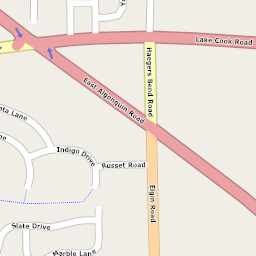 Lake Cook Road
Haegers Bend Road
East Algonquin Road
Lane
Indigo Drive
Russet Road
Elgin Road
Slate Drive
Marble Lane